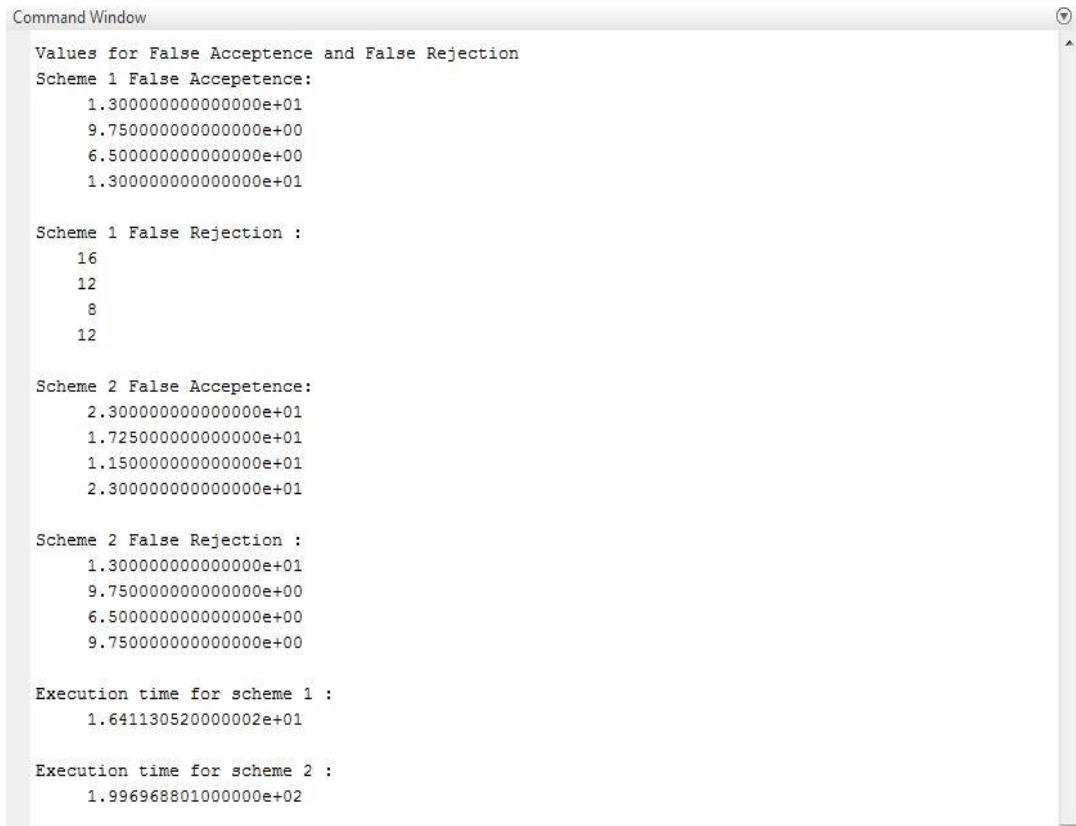 Command Window
Values for False Acceptence and False Rejection
Scheme 1 False Accepetence:
1.300000000000000e+01
9.750000000000000e+00
6.500000000000000e+00
1.300000000000000e+01
Scheme 1 False Rejection :
16
12
8
12
Scheme 2 False Accepetence:
2.300000000000000e+01
1.725000000000000e+01
1.150000000000000e+01
2.300000000000000e+01
Scheme 2 False Rejection :
1.300000000000000e+01
9.750000000000000e+00
6.500000000000000e+00
9.750000000000000e+00
Execution time for scheme 1 :
1.641130520000002e+01
Execution time for scheme 2 :
1.996968801000000e+02